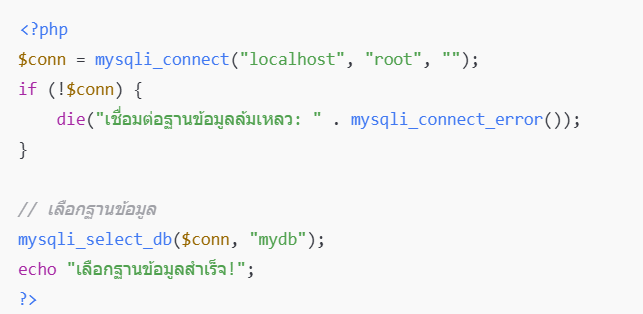 <?php
$conn = mysqli_connect("localhost", "root", "");
if (!$conn) {
    die("เชื่อมต่อฐานข้อมูลล้มเหลว: " . mysqli_connect_error());
}

// เลือกฐานข้อมูล
mysqli_select_db($conn, "mydb");
echo "เลือกฐานข้อมูลสำเร็จ!";
?>